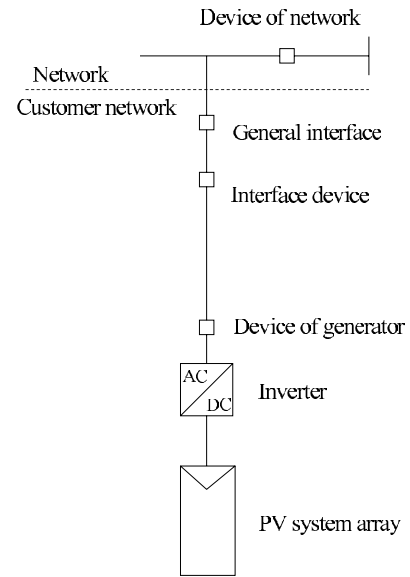 Device of network
Network
Customer network
General interface
Interface device
Device of generator
AC
DC
Inverter
PV system array